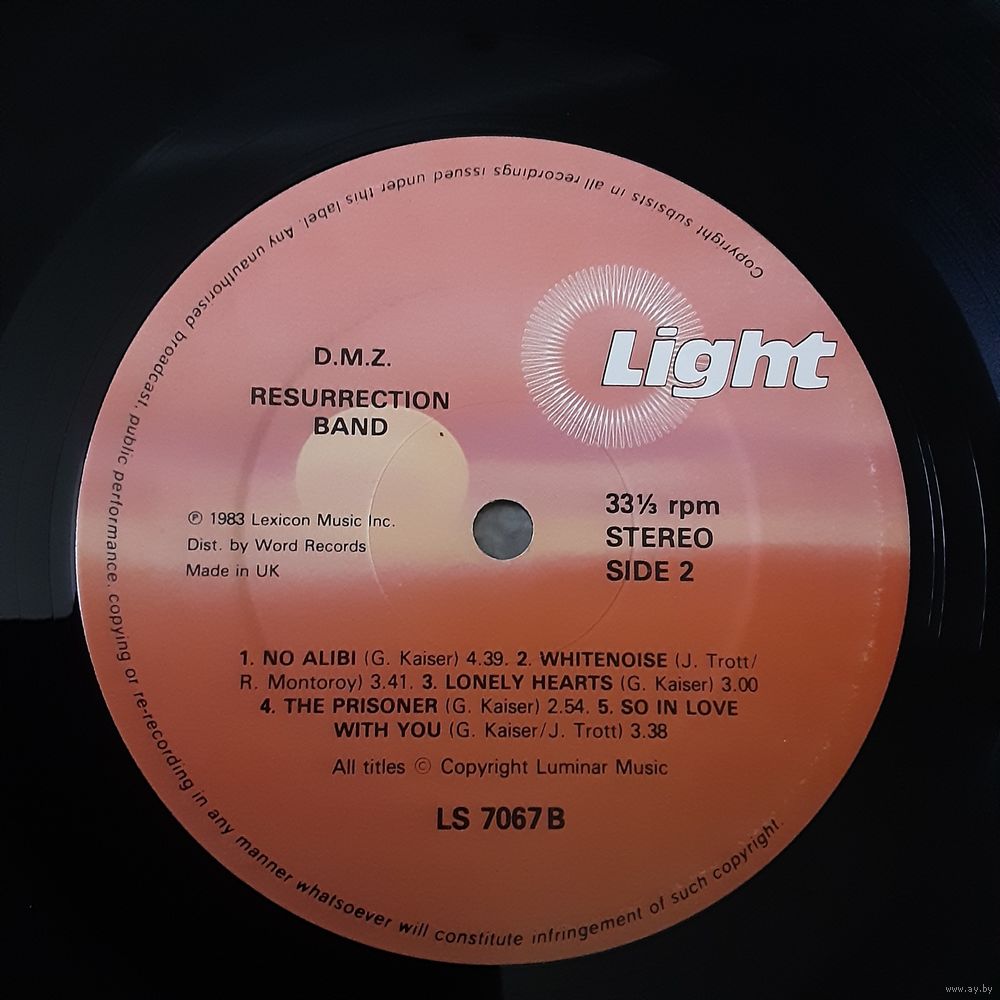 Copyright subsists in all recordings issued under this label. Any unauthorised broadcast, public performance, copying or re-recording in any manner whatsoever will constitute infringement of such copyright.
Light
D.M.Z.
RESURRECTION
BAND
℗ 1983 Lexicon Music Inc.
Dist. by Word Records
Made in UK
33⅓ rpm
STEREO
SIDE 2
1. NO ALIBI (G. Kaiser) 4.39. 2. WHITENOISE (J. Trott/
R. Montoroy) 3.41. 3. LONELY HEARTS (G. Kaiser) 3.00
4. THE PRISONER (G. Kaiser) 2.54. 5. SO IN LOVE
WITH YOU (G. Kaiser/J. Trott) 3.38
All titles © Copyright Luminar Music
LS 7067 B
www.ay.by